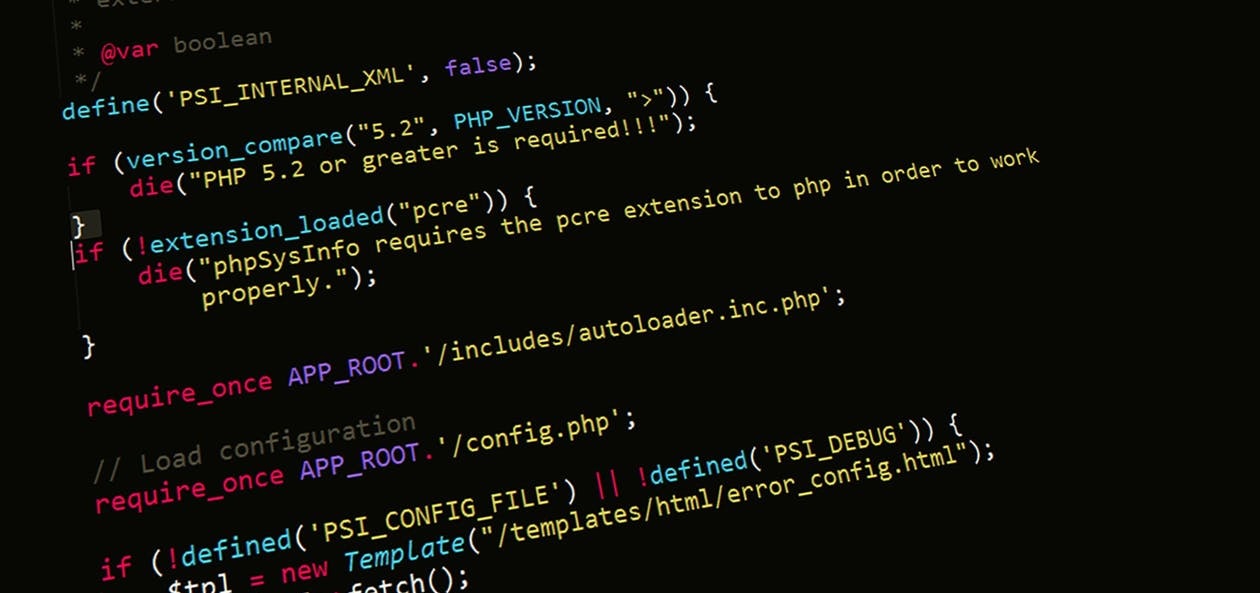 *
* @var boolean
*/
define('PSI_INTERNAL_XML', false);
if (version_compare("5.2", PHP_VERSION, ">")) {
die("PHP 5.2 or greater is required!!!");
}
if (!extension_loaded("pcre")) {
die("phpSysInfo requires the pcre extension to php in order to work
properly.");
}
require_once APP_ROOT.'/includes/autoloader.inc.php';
// Load configuration
require_once APP_ROOT.'/config.php';
if (!defined('PSI_CONFIG_FILE') || !defined('PSI_DEBUG')) {
$tpl = new Template("/templates/html/error_config.html");
fetch();